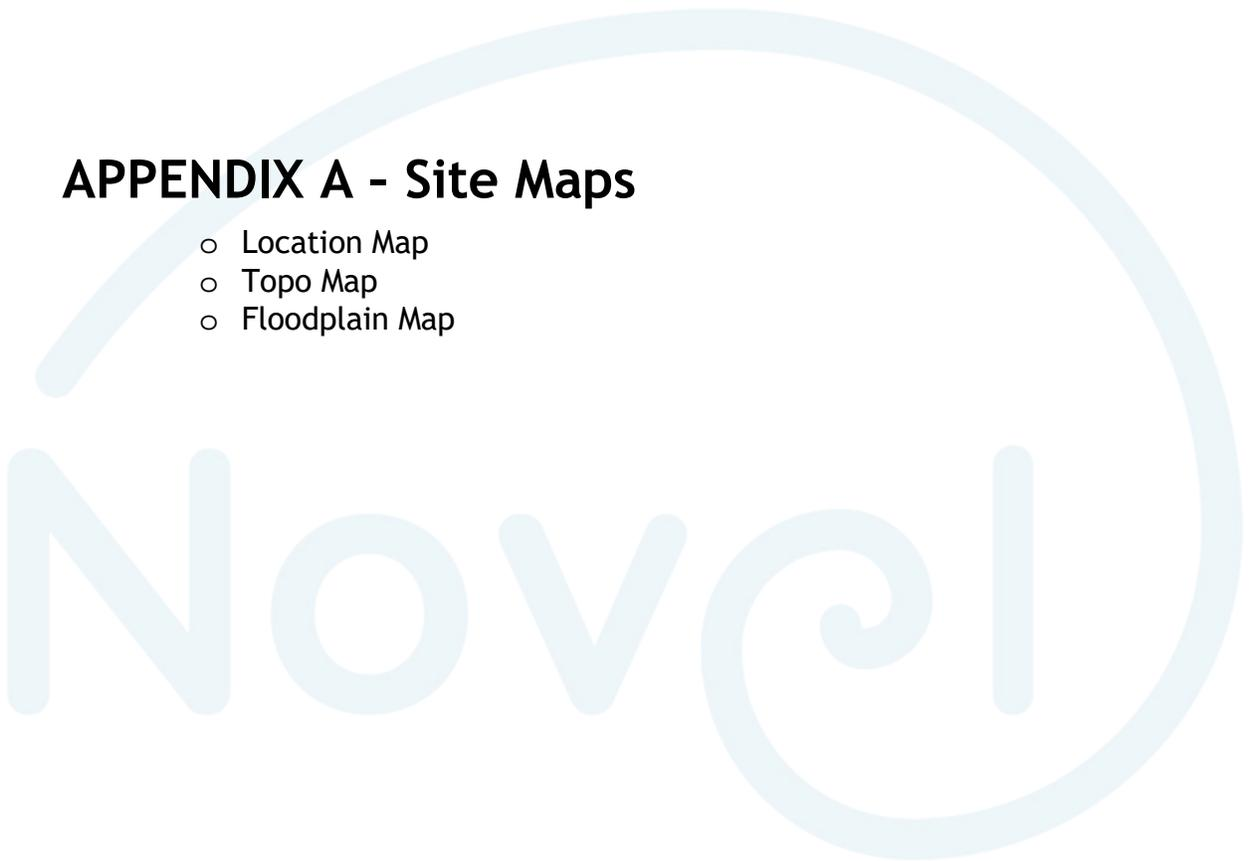 APPENDIX A – Site Maps
o Location Map
o Topo Map
o Floodplain Map
Novel